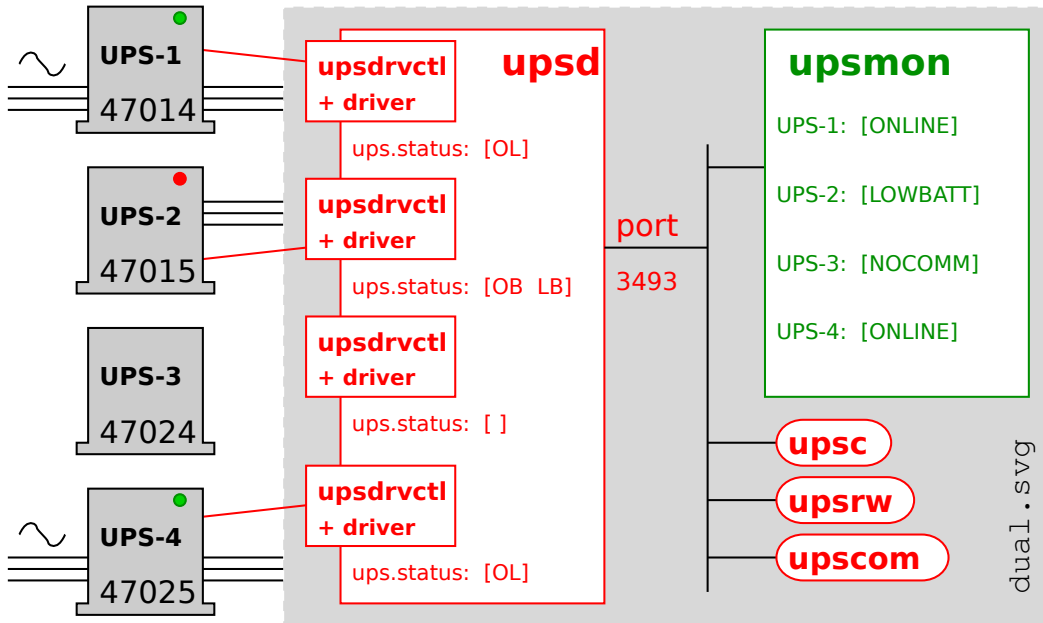 UPS-1
47014
UPS-2
47015
UPS-3
47024
UPS-4
47025
upsd
upsdrvctl
+ driver
ups.status: [OL]
upsdrvctl
+ driver
ups.status: [OB LB]
upsdrvctl
+ driver
ups.status: [ ]
upsdrvctl
+ driver
ups.status: [OL]
port
3493
upsmon
UPS-1: [ONLINE]
UPS-2: [LOWBATT]
UPS-3: [NOCOMM]
UPS-4: [ONLINE]
upsc
upsrw
upscom
dual.svg